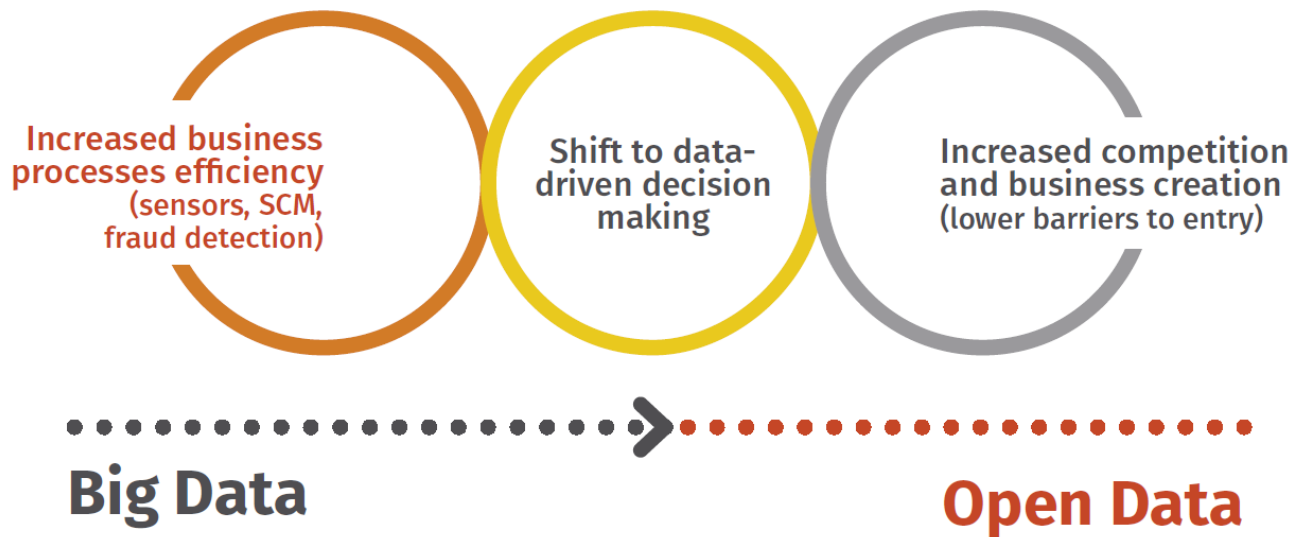 Increased business
processes efficiency
(sensors, SCM,
fraud detection)
Shift to data-
driven decision
making
Increased competition
and business creation
(lower barriers to entry)
Big Data
Open Data